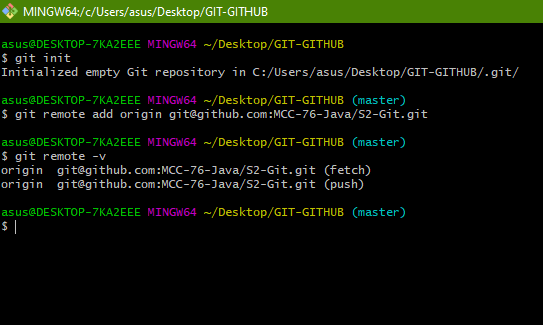 MINGW64:/c/Users/asus/Desktop/GIT-GITHUB
asus@DESKTOP-7KA2EEE MINGW64 ~/Desktop/GIT-GITHUB
$ git init
Initialized empty Git repository in C:/Users/asus/Desktop/GIT-GITHUB/.git/
asus@DESKTOP-7KA2EEE MINGW64 ~/Desktop/GIT-GITHUB (master)
$ git remote add origin git@github.com:MCC-76-Java/S2-Git.git
asus@DESKTOP-7KA2EEE MINGW64 ~/Desktop/GIT-GITHUB (master)
$ git remote -v
origin  git@github.com:MCC-76-Java/S2-Git.git (fetch)
origin  git@github.com:MCC-76-Java/S2-Git.git (push)
asus@DESKTOP-7KA2EEE MINGW64 ~/Desktop/GIT-GITHUB (master)
$